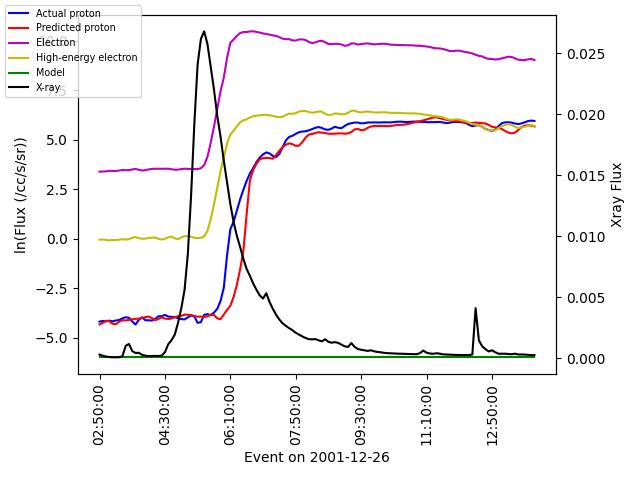 Actual proton
Predicted proton
Electron
High-energy electron
Model
X-ray
5.0
2.5
0.0
−2.5
−5.0
ln(Flux (/cc/s/sr))
0.025
0.020
0.015
0.010
0.005
0.000
Xray Flux
02:50:00
04:30:00
06:10:00
07:50:00
09:30:00
11:10:00
12:50:00
Event on 2001-12-26